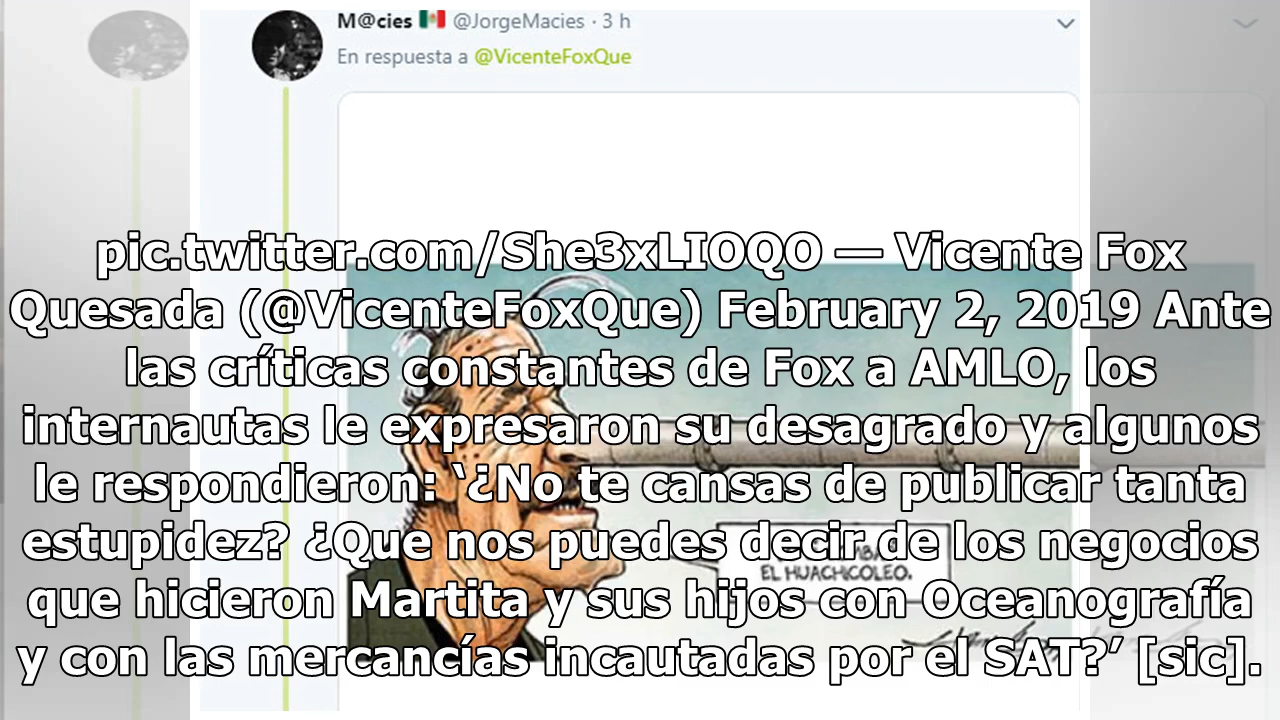 M@cies @JorgeMacies · 3 h
En respuesta a @VicenteFoxQue
pic.twitter.com/She3xLIOQO — Vicente Fox
Quesada (@VicenteFoxQue) February 2, 2019 Ante
las críticas constantes de Fox a AMLO, los
internautas le expresaron su desagrado y algunos
le respondieron: ‘¿No te cansas de publicar tanta
estupidez? ¿Que nos puedes decir de los negocios
que hicieron Martita y sus hijos con Oceanografía
y con las mercancías incautadas por el SAT?’ [sic].
EL HUACHICOLEO.